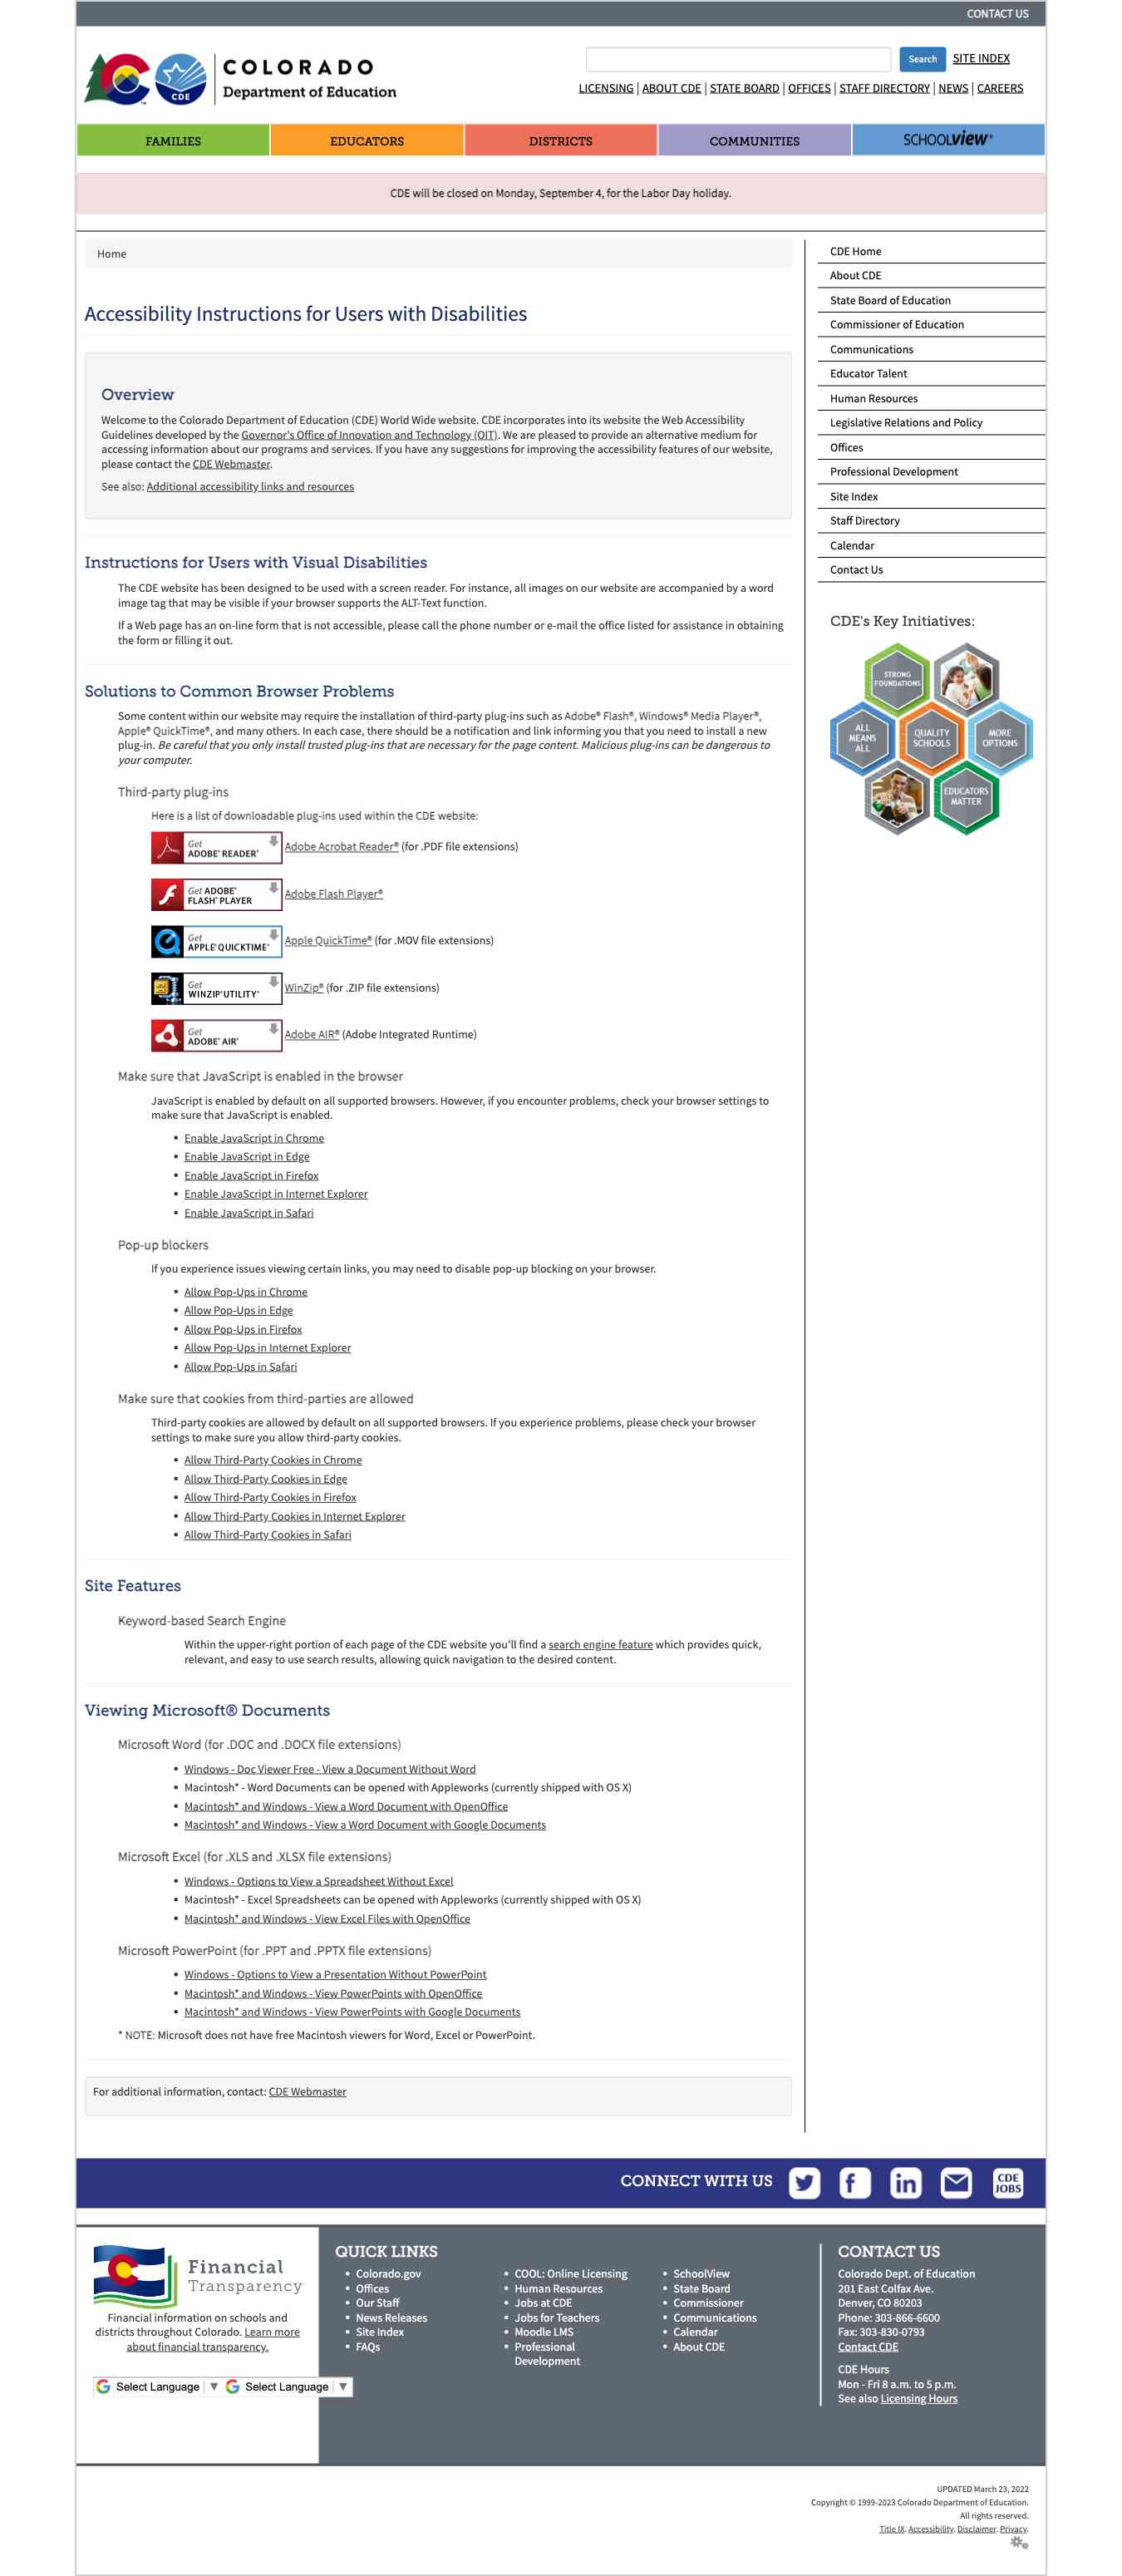 CONTACT US
COLORADO
Department of Education
CDE
Search
SITE INDEX
LICENSING | ABOUT CDE | STATE BOARD | OFFICES | STAFF DIRECTORY | NEWS | CAREERS
FAMILIES
EDUCATORS
DISTRICTS
COMMUNITIES
SCHOOLVIEW®
CDE will be closed on Monday, September 4, for the Labor Day holiday.
Home
Accessibility Instructions for Users with Disabilities
Overview
Welcome to the Colorado Department of Education (CDE) World Wide website. CDE incorporates into its website the Web Accessibility
Guidelines developed by the Governor's Office of Innovation and Technology (OIT). We are pleased to provide an alternative medium for
accessing information about our programs and services. If you have any suggestions for improving the accessibility features of our website,
please contact the CDE Webmaster.
See also: Additional accessibility links and resources
Instructions for Users with Visual Disabilities
The CDE website has been designed to be used with a screen reader. For instance, all images on our website are accompanied by a word
image tag that may be visible if your browser supports the ALT-Text function.
If a Web page has an on-line form that is not accessible, please call the phone number or e-mail the office listed for assistance in obtaining
the form or filling it out.
Solutions to Common Browser Problems
Some content within our website may require the installation of third-party plug-ins such as Adobe® Flash®, Windows® Media Player®,
Apple® QuickTime®, and many others. In each case, there should be a notification and link informing you that you need to install a new
plug-in. Be careful that you only install trusted plug-ins that are necessary for the page content. Malicious plug-ins can be dangerous to
your computer.
Third-party plug-ins
Here is a list of downloadable plug-ins used within the CDE website:
Get
ADOBE® READER®
Adobe Acrobat Reader® (for .PDF file extensions)
Get ADOBE®
FLASH® PLAYER
Adobe Flash Player®
Get
APPLE® QUICKTIME®
Apple QuickTime® (for .MOV file extensions)
Get
WINZIP® UTILITY®
WinZip® (for .ZIP file extensions)
Get
ADOBE® AIR®
Adobe AIR® (Adobe Integrated Runtime)
Make sure that JavaScript is enabled in the browser
JavaScript is enabled by default on all supported browsers. However, if you encounter problems, check your browser settings to
make sure that JavaScript is enabled.
▪ Enable JavaScript in Chrome
▪ Enable JavaScript in Edge
▪ Enable JavaScript in Firefox
▪ Enable JavaScript in Internet Explorer
▪ Enable JavaScript in Safari
Pop-up blockers
If you experience issues viewing certain links, you may need to disable pop-up blocking on your browser.
▪ Allow Pop-Ups in Chrome
▪ Allow Pop-Ups in Edge
▪ Allow Pop-Ups in Firefox
▪ Allow Pop-Ups in Internet Explorer
▪ Allow Pop-Ups in Safari
Make sure that cookies from third-parties are allowed
Third-party cookies are allowed by default on all supported browsers. If you experience problems, please check your browser
settings to make sure you allow third-party cookies.
▪ Allow Third-Party Cookies in Chrome
▪ Allow Third-Party Cookies in Edge
▪ Allow Third-Party Cookies in Firefox
▪ Allow Third-Party Cookies in Internet Explorer
▪ Allow Third-Party Cookies in Safari
Site Features
Keyword-based Search Engine
Within the upper-right portion of each page of the CDE website you'll find a search engine feature which provides quick,
relevant, and easy to use search results, allowing quick navigation to the desired content.
Viewing Microsoft® Documents
Microsoft Word (for .DOC and .DOCX file extensions)
▪ Windows - Doc Viewer Free - View a Document Without Word
▪ Macintosh* - Word Documents can be opened with Appleworks (currently shipped with OS X)
▪ Macintosh* and Windows - View a Word Document with OpenOffice
▪ Macintosh* and Windows - View a Word Document with Google Documents
Microsoft Excel (for .XLS and .XLSX file extensions)
▪ Windows - Options to View a Spreadsheet Without Excel
▪ Macintosh* - Excel Spreadsheets can be opened with Appleworks (currently shipped with OS X)
▪ Macintosh* and Windows - View Excel Files with OpenOffice
Microsoft PowerPoint (for .PPT and .PPTX file extensions)
▪ Windows - Options to View a Presentation Without PowerPoint
▪ Macintosh* and Windows - View PowerPoints with OpenOffice
▪ Macintosh* and Windows - View PowerPoints with Google Documents
* NOTE: Microsoft does not have free Macintosh viewers for Word, Excel or PowerPoint.
For additional information, contact: CDE Webmaster
CDE Home
About CDE
State Board of Education
Commissioner of Education
Communications
Educator Talent
Human Resources
Legislative Relations and Policy
Offices
Professional Development
Site Index
Staff Directory
Calendar
Contact Us
CDE's Key Initiatives:
STRONG
FOUNDATIONS
ALL
MEANS
ALL
QUALITY
SCHOOLS
MORE
OPTIONS
EDUCATORS
MATTER
CONNECT WITH US
CDE
JOBS
Financial
Transparency
Financial information on schools and
districts throughout Colorado. Learn more
about financial transparency.
Select Language ▼
Select Language ▼
QUICK LINKS
• Colorado.gov
• Offices
• Our Staff
• News Releases
• Site Index
• FAQs
• COOL: Online Licensing
• Human Resources
• Jobs at CDE
• Jobs for Teachers
• Moodle LMS
• Professional
Development
• SchoolView
• State Board
• Commissioner
• Communications
• Calendar
• About CDE
CONTACT US
Colorado Dept. of Education
201 East Colfax Ave.
Denver, CO 80203
Phone: 303-866-6600
Fax: 303-830-0793
Contact CDE
CDE Hours
Mon - Fri 8 a.m. to 5 p.m.
See also Licensing Hours
UPDATED March 23, 2022
Copyright © 1999-2023 Colorado Department of Education.
All rights reserved.
Title IX. Accessibility. Disclaimer. Privacy.